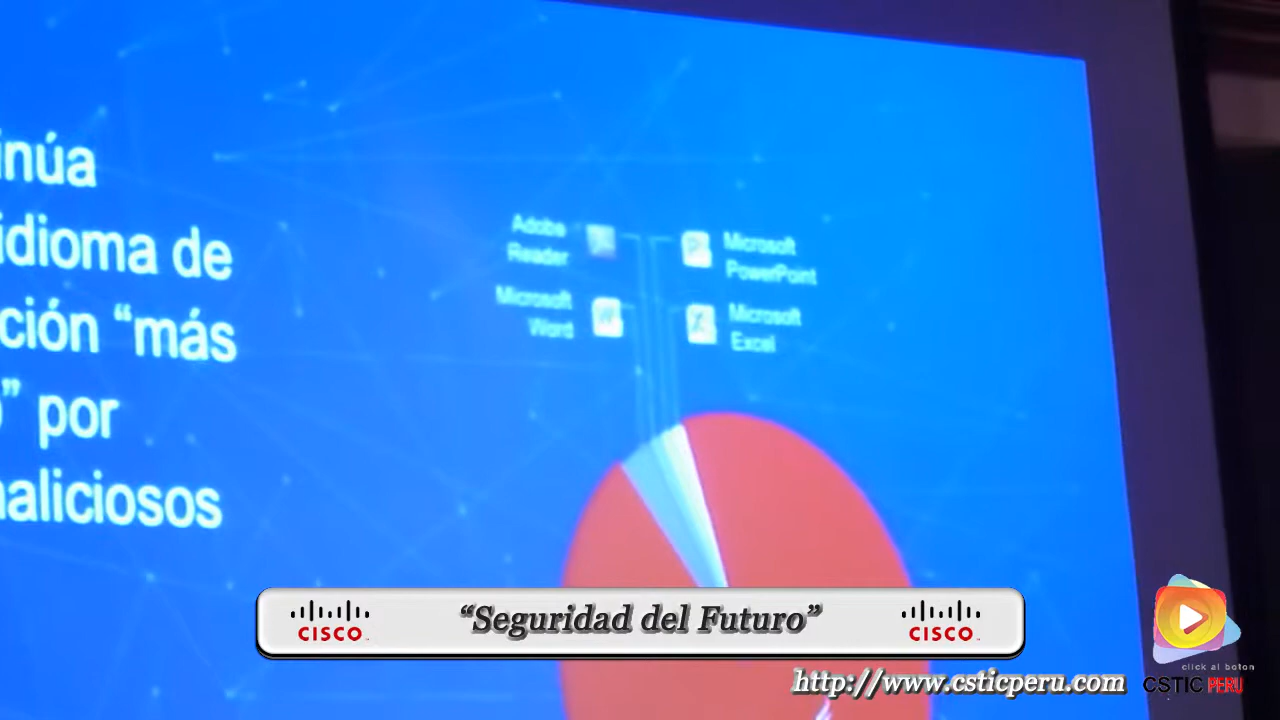 inúa
idioma de
ción “más
” por
aliciosos
Adobe
Reader
Microsoft
Word
Microsoft
PowerPoint
Microsoft
Excel
CISCO
“Seguridad del Futuro”
CISCO
http://www.csticperu.com
click al boton
CSTIC PERU